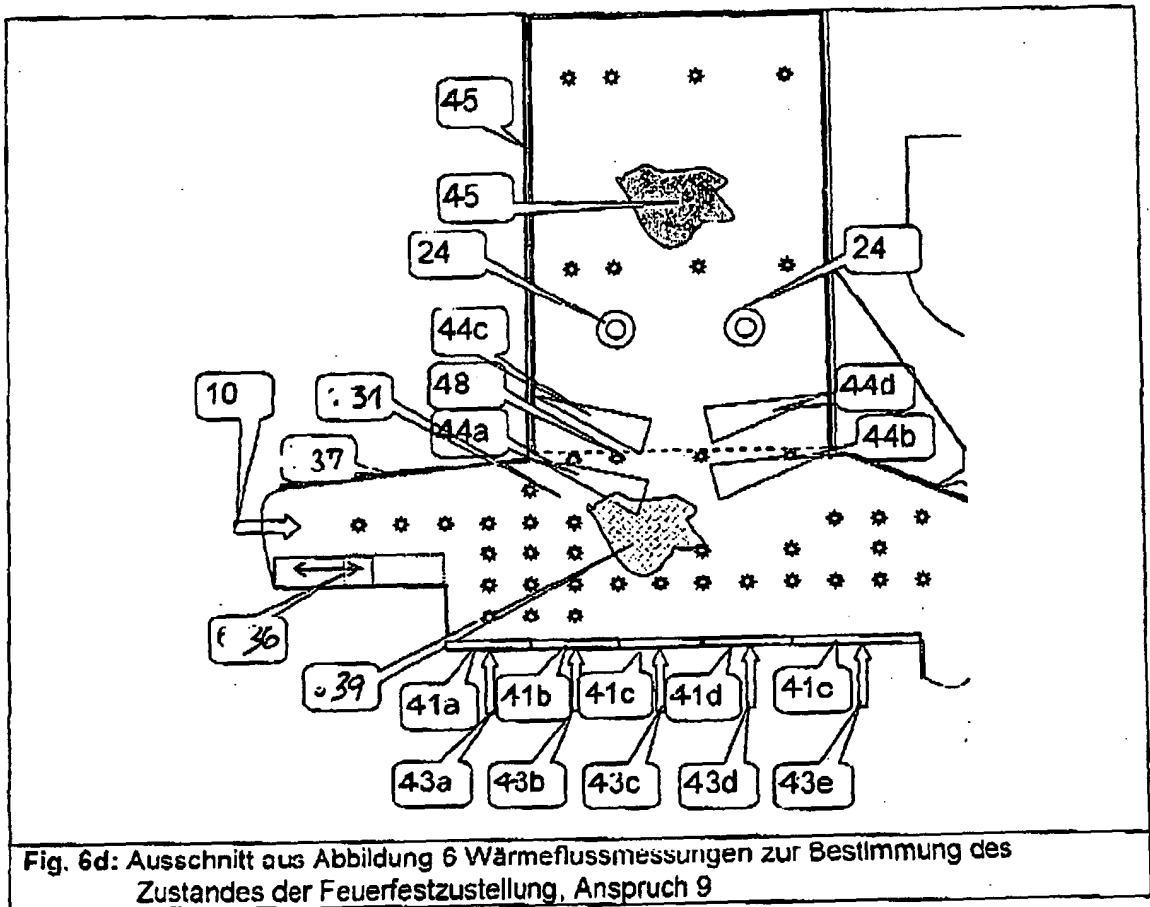 45
45
24
24
44c
48
44d
10
31
44a
44b
37
36
39
41a
41b
41c
41d
41c
43a
43b
43c
43d
43e
Fig. 6d: Ausschnitt aus Abbildung 6 Wärmeflussmessungen zur Bestimmung des
Zustandes der Feuerfestzustellung, Anspruch 9